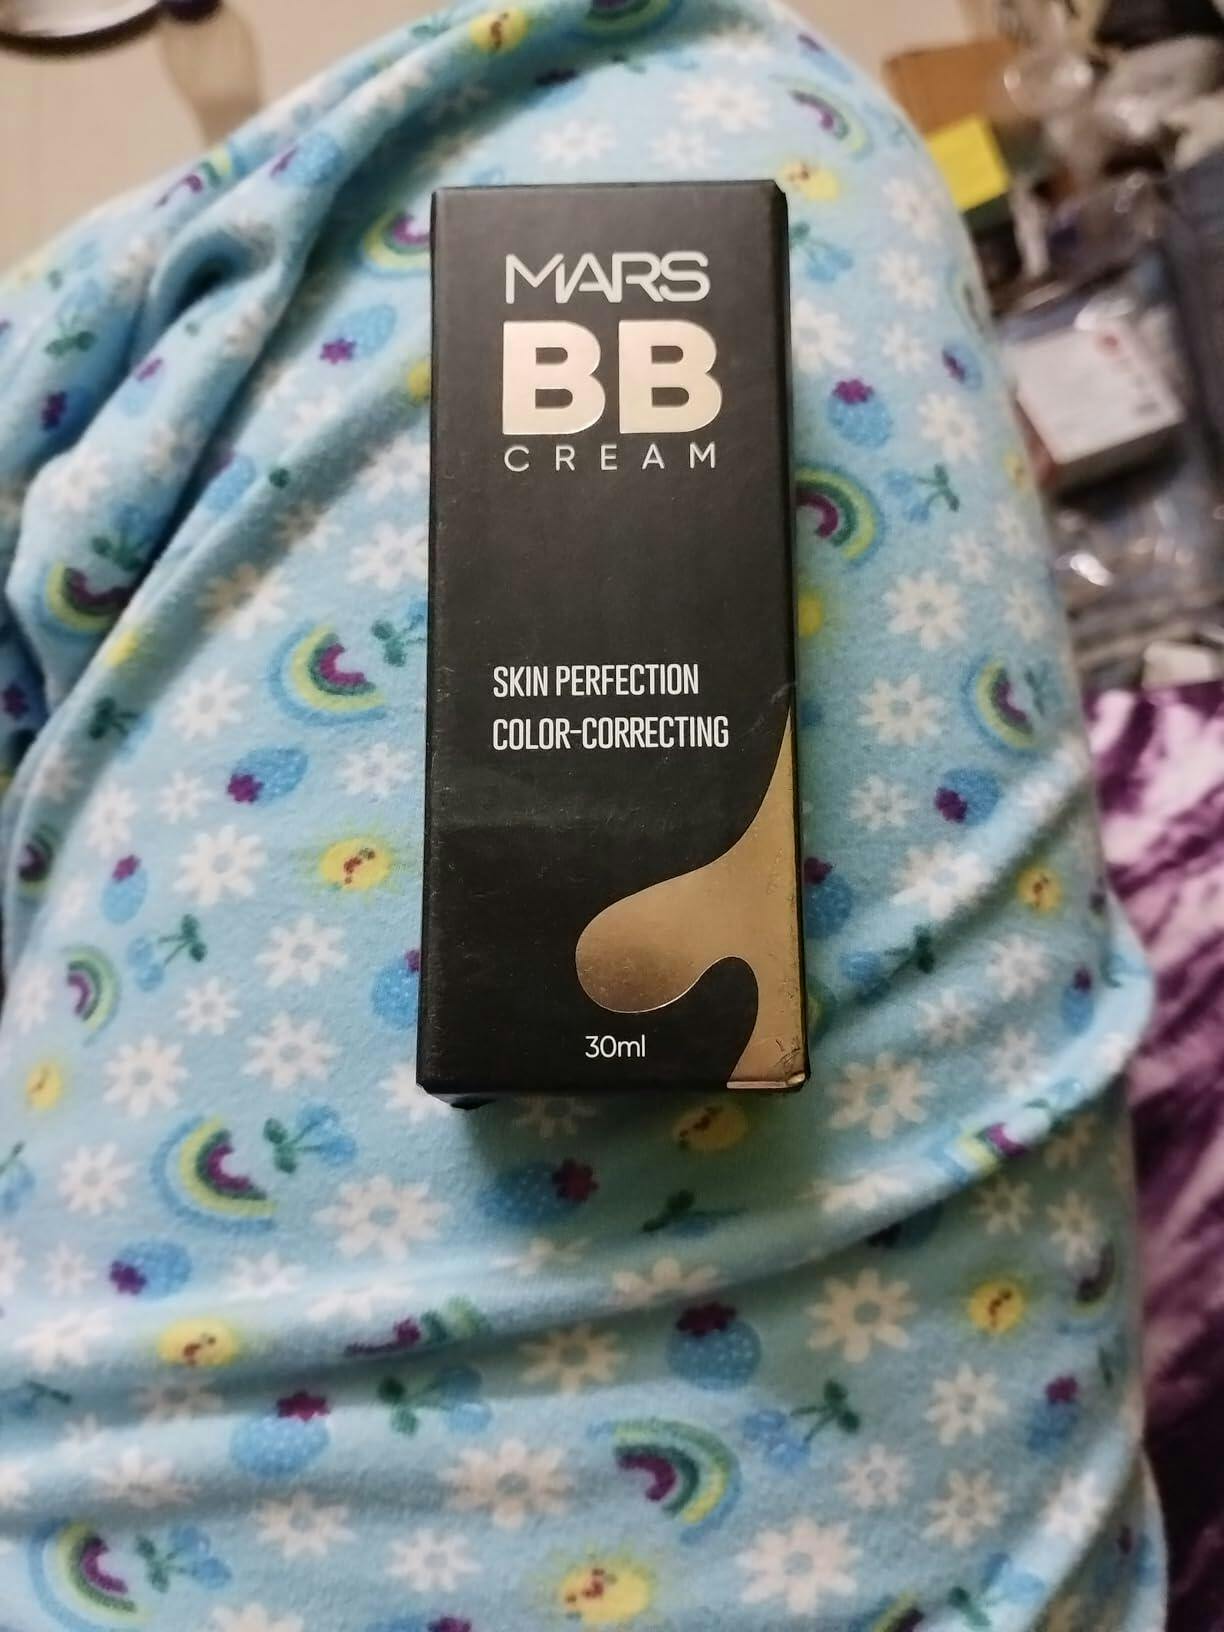 MARS
BB
CREAM
SKIN PERFECTION
COLOR-CORRECTING
30ml